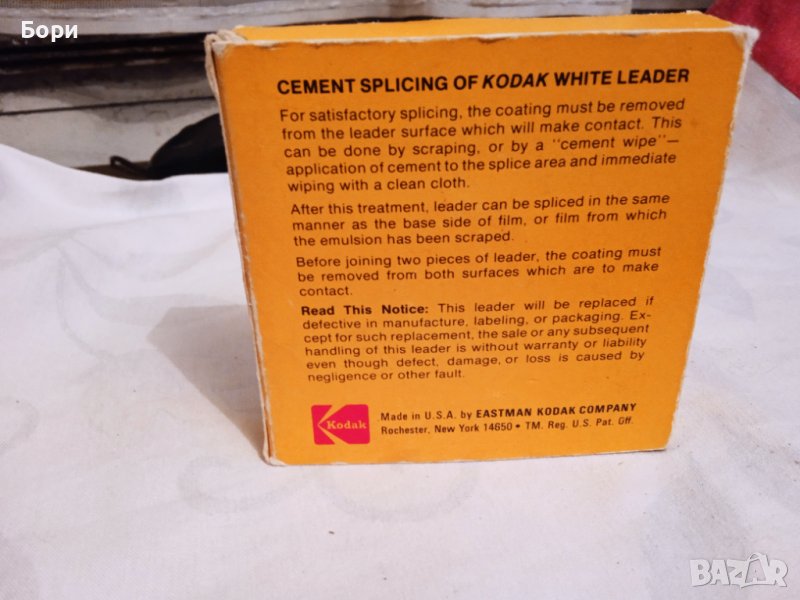 Бори
CEMENT SPLICING OF KODAK WHITE LEADER
For satisfactory splicing, the coating must be removed
from the leader surface which will make contact. This
can be done by scraping, or by a "cement wipe"—
application of cement to the splice area and immediate
wiping with a clean cloth.
After this treatment, leader can be spliced in the same
manner as the base side of film, or film from which
the emulsion has been scraped.
Before joining two pieces of leader, the coating must
be removed from both surfaces which are to make
contact.
Read This Notice: This leader will be replaced if
defective in manufacture, labeling, or packaging. Ex-
cept for such replacement, the sale or any subsequent
handling of this leader is without warranty or liability
even though defect, damage, or loss is caused by
negligence or other fault.
Kodak
Made in U.S.A. by EASTMAN KODAK COMPANY
Rochester, New York 14650 • TM. Reg. U.S. Pat. Off.
BAZAR